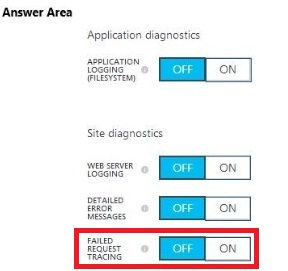 Answer Area
Application diagnostics
APPLICATION
LOGGING
(FILESYSTEM)
OFF ON
Site diagnostics
WEB SERVER
LOGGING
OFF ON
DETAILED
ERROR
MESSAGES
OFF ON
FAILED
REQUEST
TRACING
OFF ON